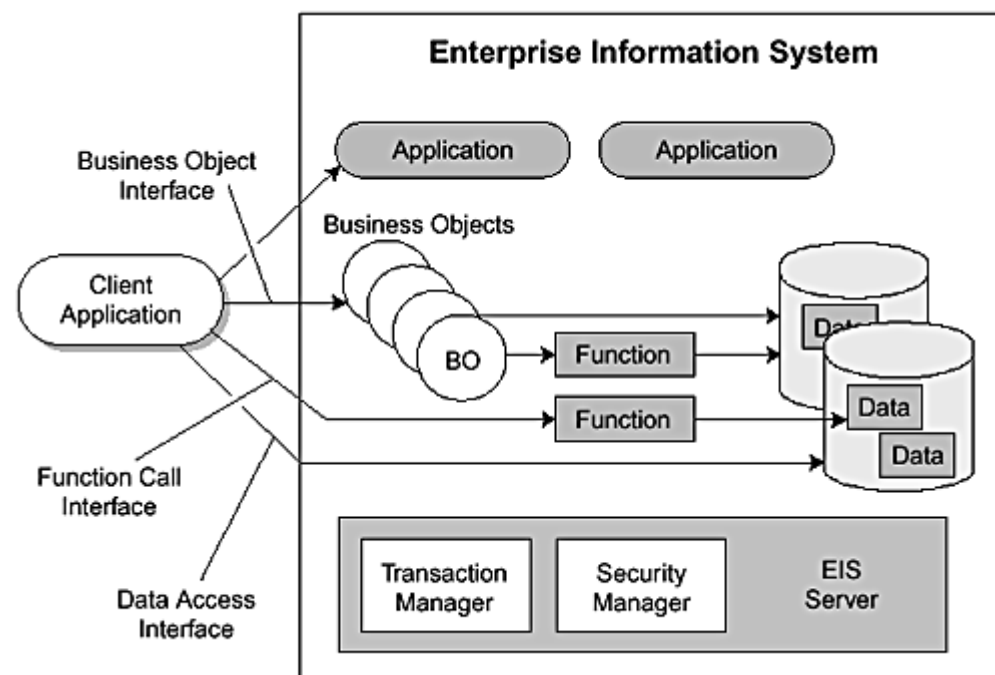 Enterprise Information System
Application
Application
Business Object
Interface
Business Objects
Client
Application
Data
BO
Function
Function
Data
Data
Function Call
Interface
Data Access
Interface
Transaction
Manager
Security
Manager
EIS
Server